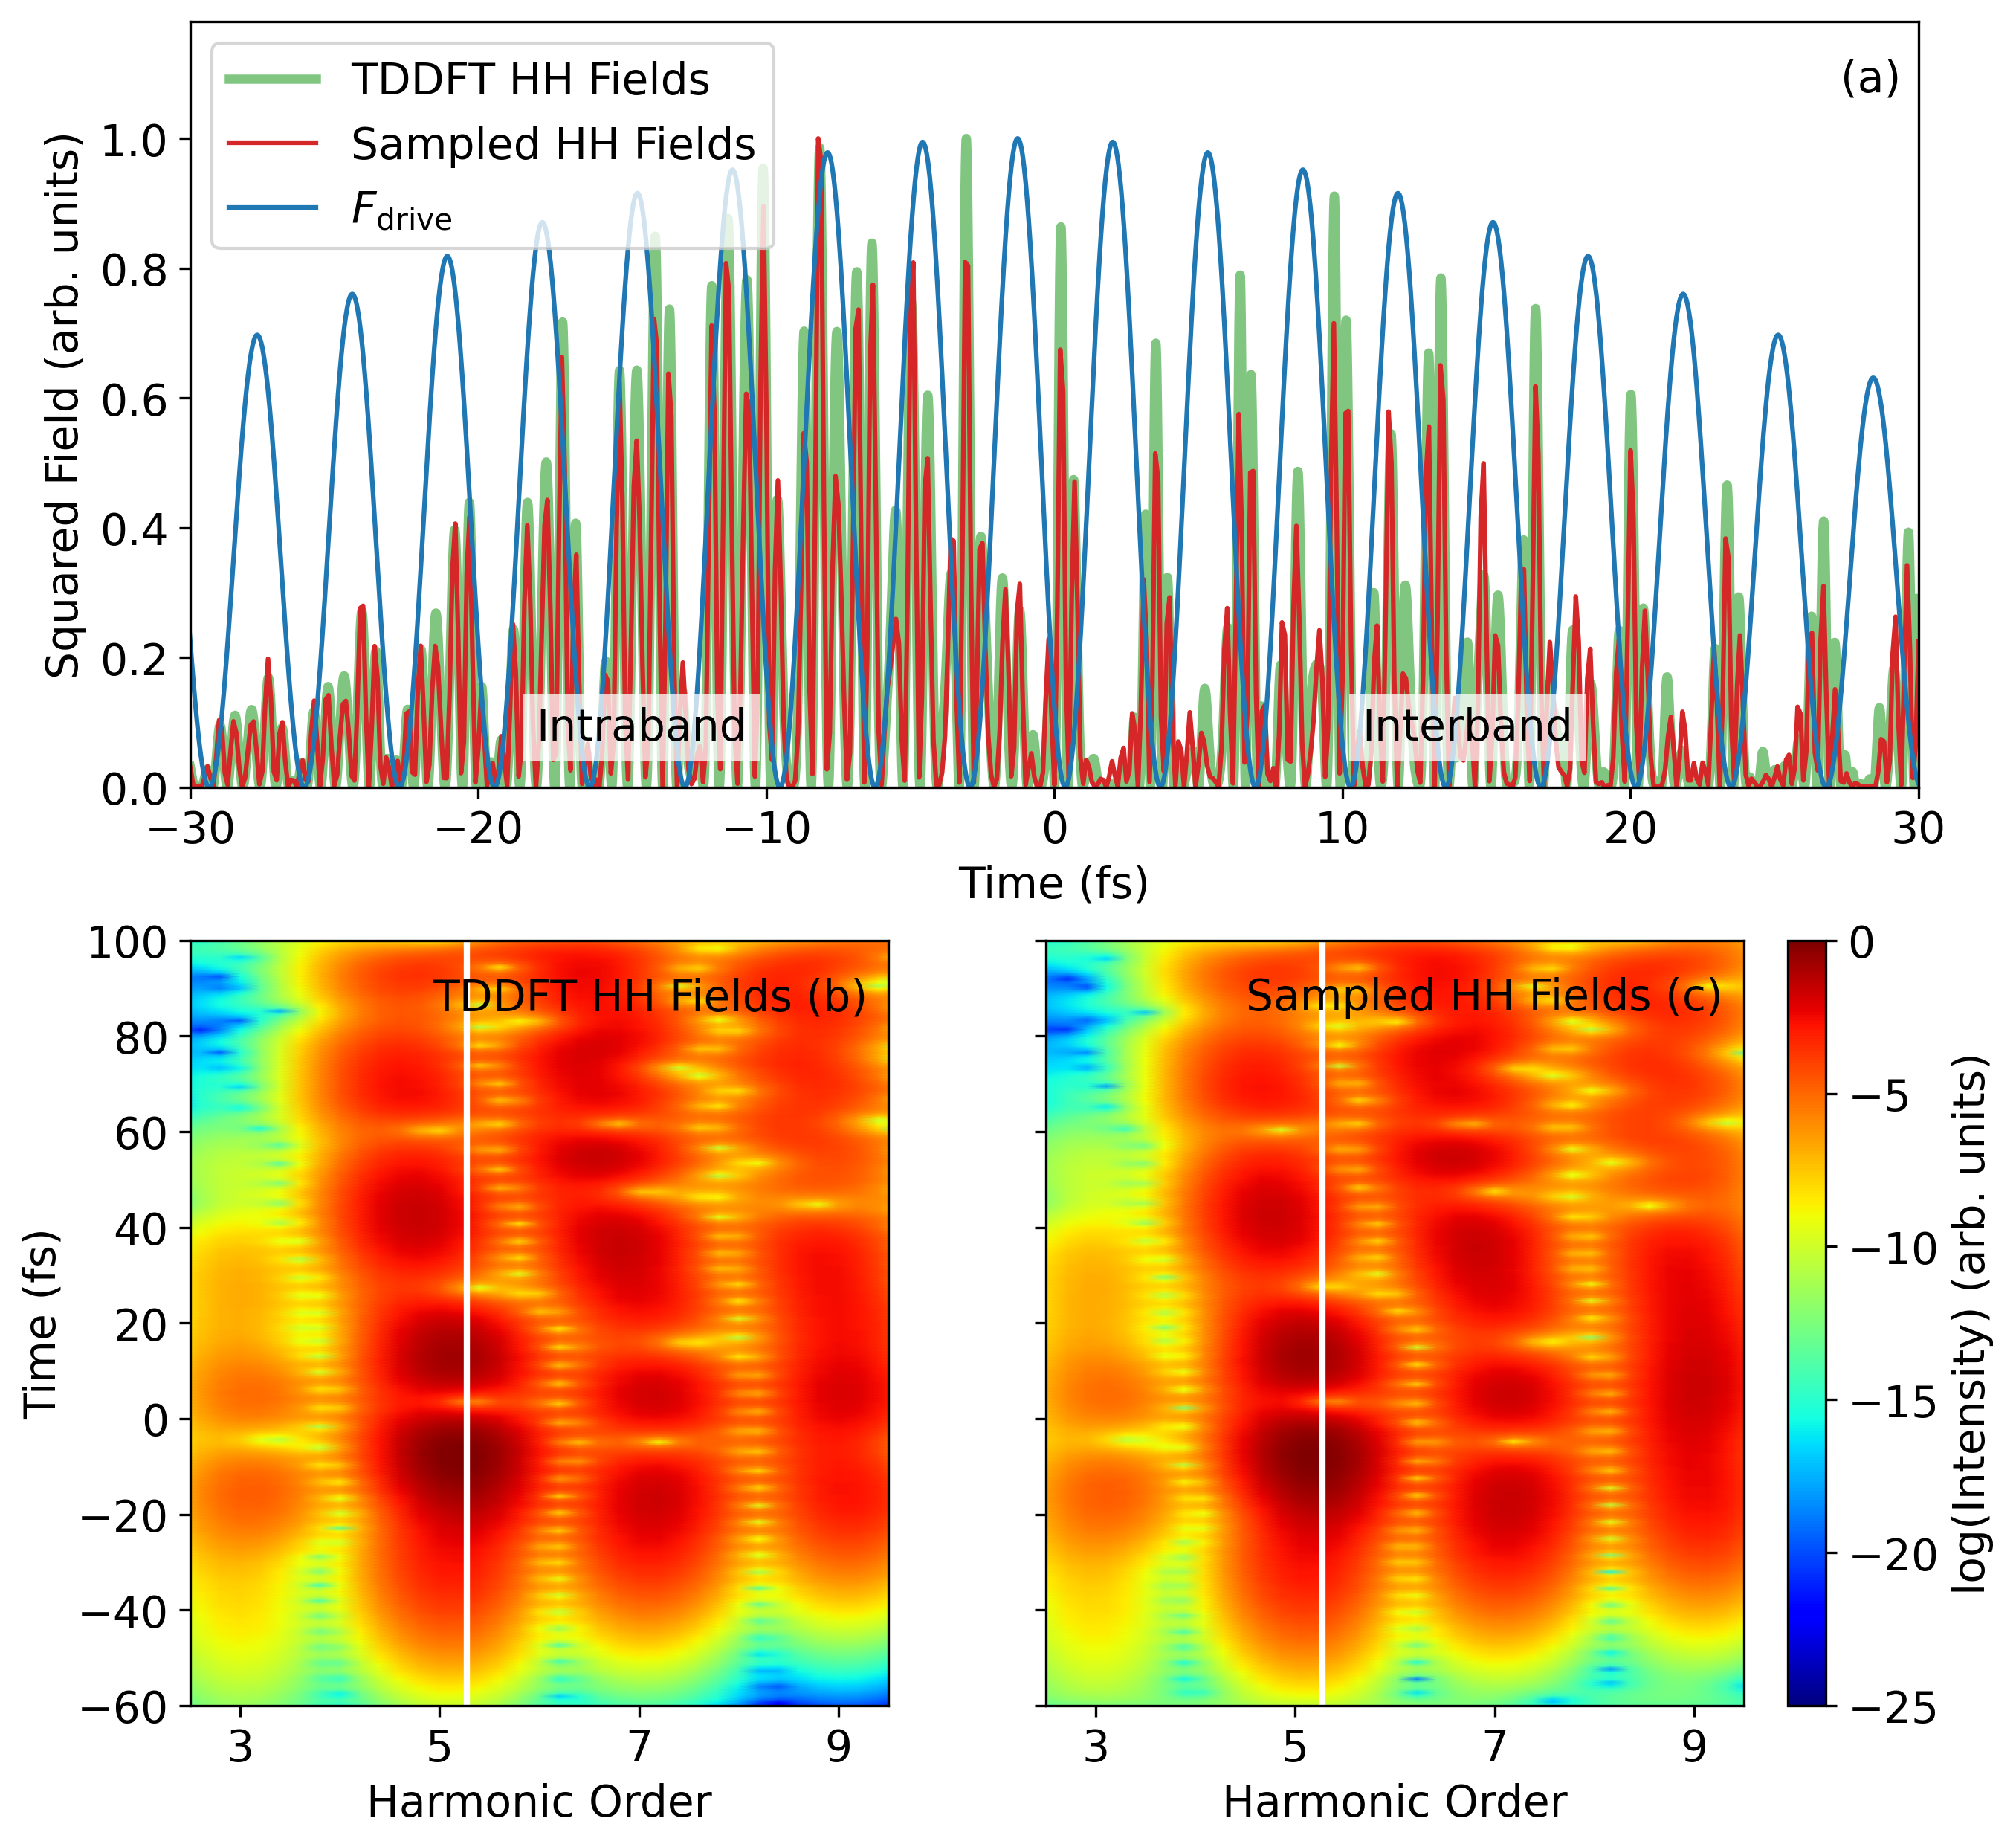 (a)
TDDFT HH Fields
Sampled HH Fields
F_drive
Squared Field (arb. units)
1.0
0.8
0.6
0.4
0.2
0.0
Intraband
Interband
−30
−20
−10
0
10
20
30
Time (fs)
TDDFT HH Fields (b)
Time (fs)
100
80
60
40
20
0
−20
−40
−60
3
5
7
9
Harmonic Order
Sampled HH Fields (c)
3
5
7
9
Harmonic Order
0
−5
−10
−15
−20
−25
log(Intensity) (arb. units)